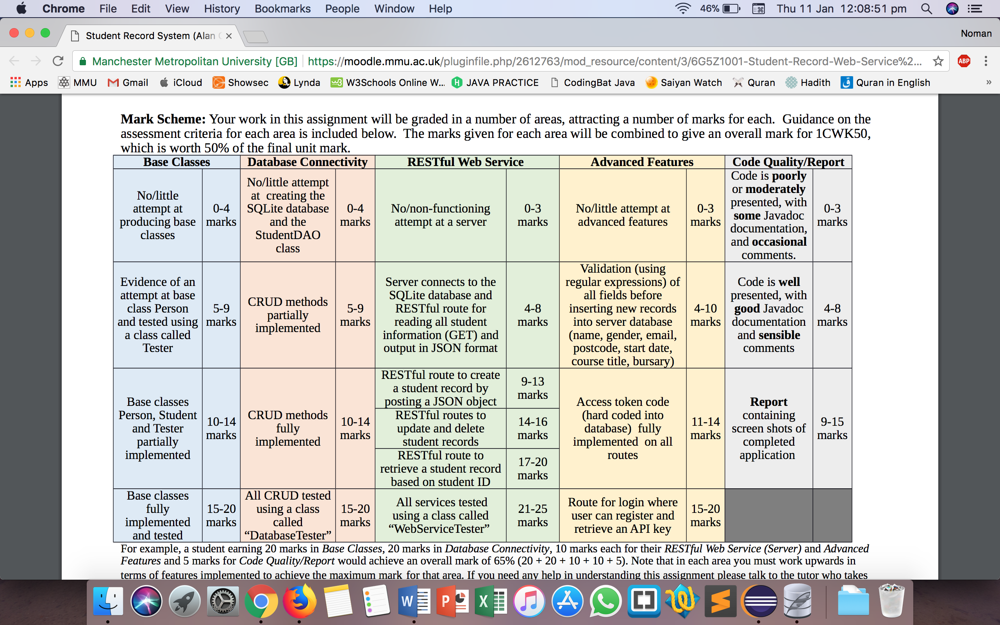 Chrome File Edit View History Bookmarks People Window Help 46% Thu 11 Jan 12:08:51 pm
Student Record System (Alan Noman
Manchester Metropolitan University [GB] https://moodle.mmu.ac.uk/pluginfile.php/2612763/mod_resource/content/3/6G5Z1001-Student-Record-Web-Service%2... ABP
Apps MMU Gmail iCloud Showsec Lynda W3Schools Online W... JAVA PRACTICE CodingBat Java Saiyan Watch Quran Hadith Quran in English »
Mark Scheme: Your work in this assignment will be graded in a number of areas, attracting a number of marks for each. Guidance on the
assessment criteria for each area is included below. The marks given for each area will be combined to give an overall mark for 1CWK50,
which is worth 50% of the final unit mark.
Base Classes Database Connectivity RESTful Web Service Advanced Features Code Quality/Report
No/little
attempt at
producing base
classes
0-4
marks
No/little attempt
at creating the
SQLite database
and the
StudentDAO
class
0-4
marks
No/non-functioning
attempt at a server
0-3
marks
No/little attempt at
advanced features
0-3
marks
Code is poorly
or moderately
presented, with
some Javadoc
documentation,
and occasional
comments.
0-3
marks
Evidence of an
attempt at base
class Person
and tested using
a class called
Tester
5-9
marks
CRUD methods
partially
implemented
5-9
marks
Server connects to the
SQLite database and
RESTful route for
reading all student
information (GET) and
output in JSON format
4-8
marks
Validation (using
regular expressions) of
all fields before
inserting new records
into server database
(name, gender, email,
postcode, start date,
course title, bursary)
4-10
marks
Code is well
presented, with
good Javadoc
documentation
and sensible
comments
4-8
marks
Base classes
Person, Student
and Tester
partially
implemented
10-14
marks
CRUD methods
fully
implemented
10-14
marks
RESTful route to create
a student record by
posting a JSON object
9-13
marks
RESTful routes to
update and delete
student records
14-16
marks
RESTful route to
retrieve a student record
based on student ID
17-20
marks
Access token code
(hard coded into
database) fully
implemented on all
routes
11-14
marks
Report
containing
screen shots of
completed
application
9-15
marks
Base classes
fully
implemented
and tested
15-20
marks
All CRUD tested
using a class
called
“DatabaseTester”
15-20
marks
All services tested
using a class called
“WebServiceTester”
21-25
marks
Route for login where
user can register and
retrieve an API key
15-20
marks
For example, a student earning 20 marks in Base Classes, 20 marks in Database Connectivity, 10 marks each for their RESTful Web Service (Server) and Advanced
Features and 5 marks for Code Quality/Report would achieve an overall mark of 65% (20 + 20 + 10 + 10 + 5). Note that in each area you must work upwards in
terms of features implemented to achieve the maximum mark for that area. If you need any help in understanding this assignment please talk to the tutor who takes